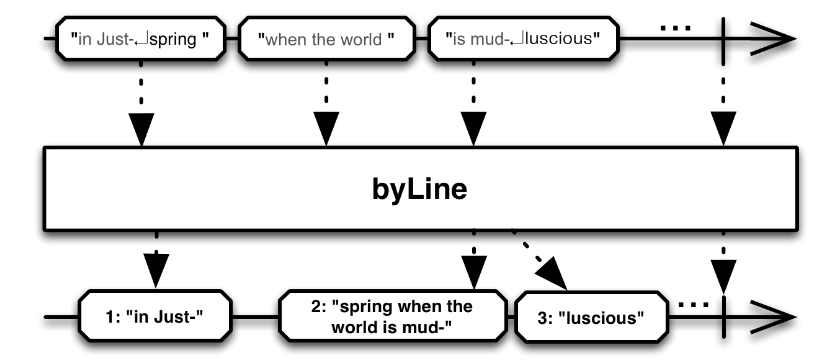 "in Just-↵spring "
"when the world "
"is mud-↵luscious"
...
byLine
1: "in Just-"
2: "spring when the
world is mud-"
3: "luscious"
...